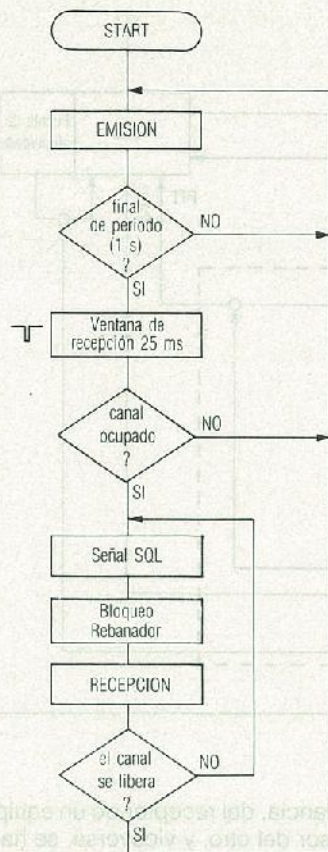 START
EMISION
final
de período
(1 s)
?
NO
SI
Ventana de
recepción 25 ms
canal
ocupado
?
NO
SI
Señal SQL
Bloqueo
Rebanador
RECEPCION
el canal
se libera
?
NO
SI